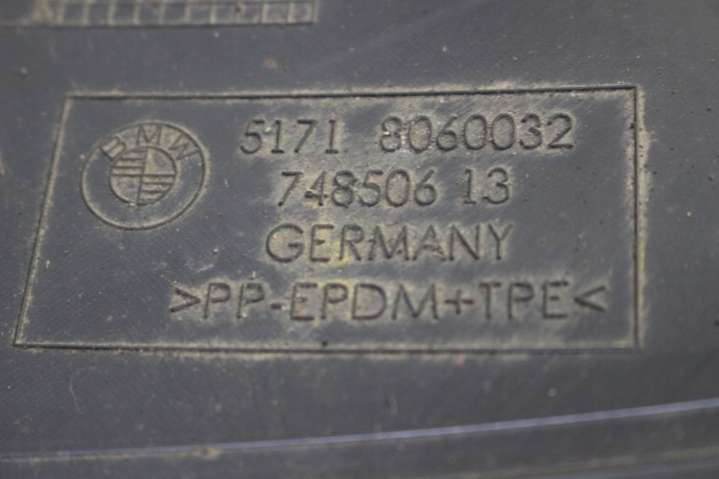 BMW
5171 8060032
748506 13
GERMANY
>PP-EPDM+TPE<